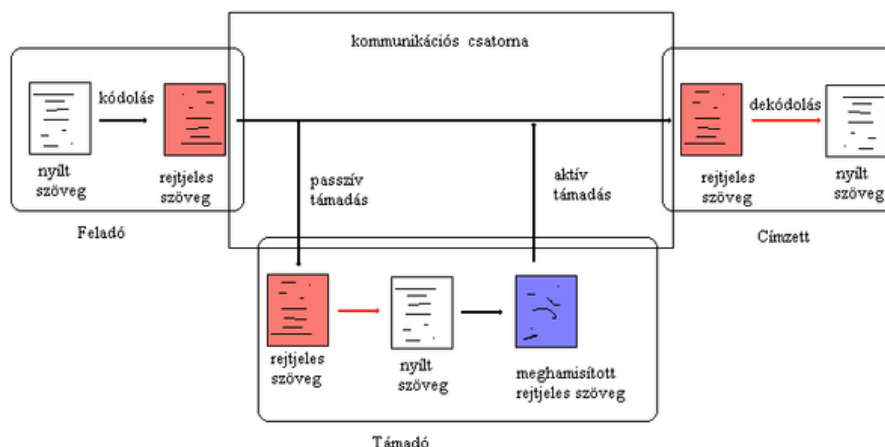 kommunikációs csatorna
kódolás
nyílt
szöveg
rejtjeles
szöveg
Feladó
passzív
támadás
aktív
támadás
dekódolás
rejtjeles
szöveg
nyílt
szöveg
Címzett
rejtjeles
szöveg
nyílt
szöveg
meghamisított
rejtjeles szöveg
Támadó